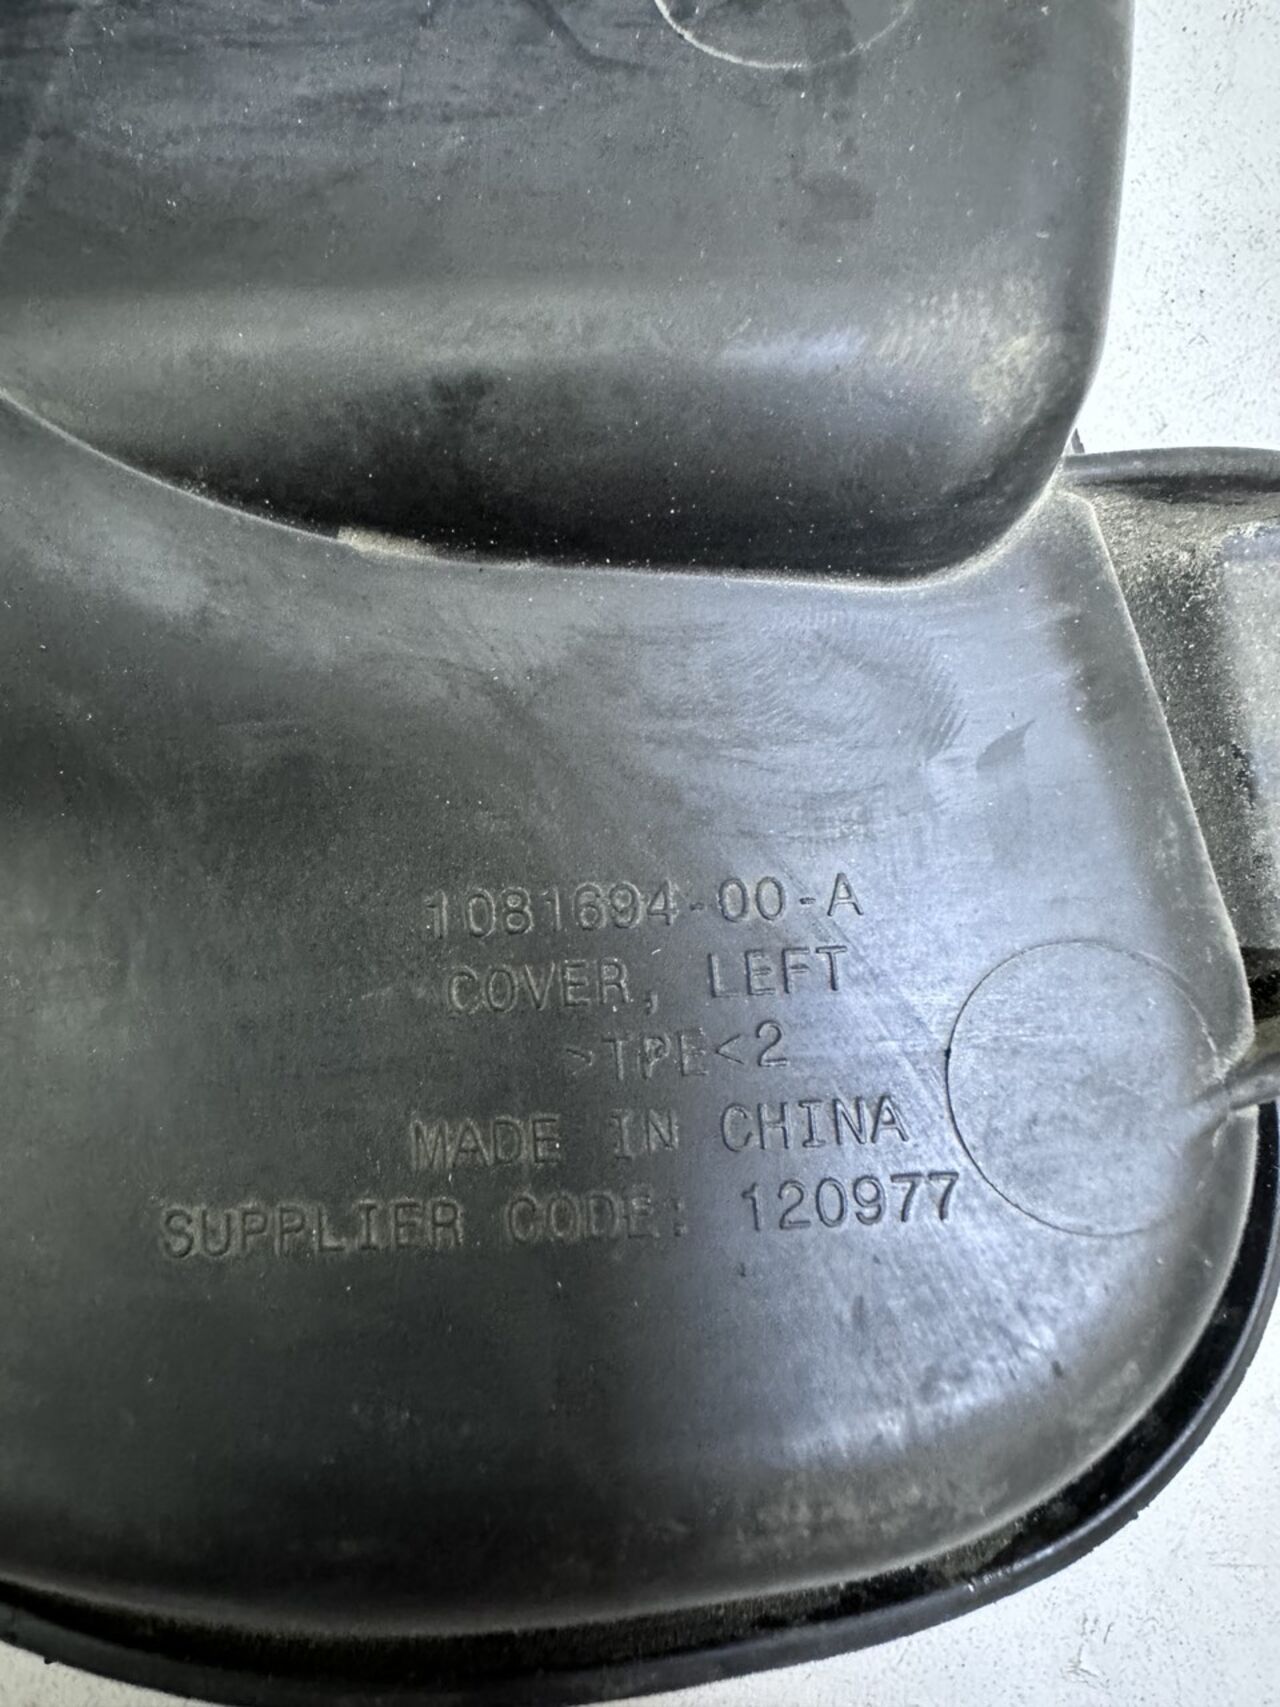 1081694-00-A
COVER, LEFT
>TPE<2
MADE IN CHINA
SUPPLIER CODE: 120977